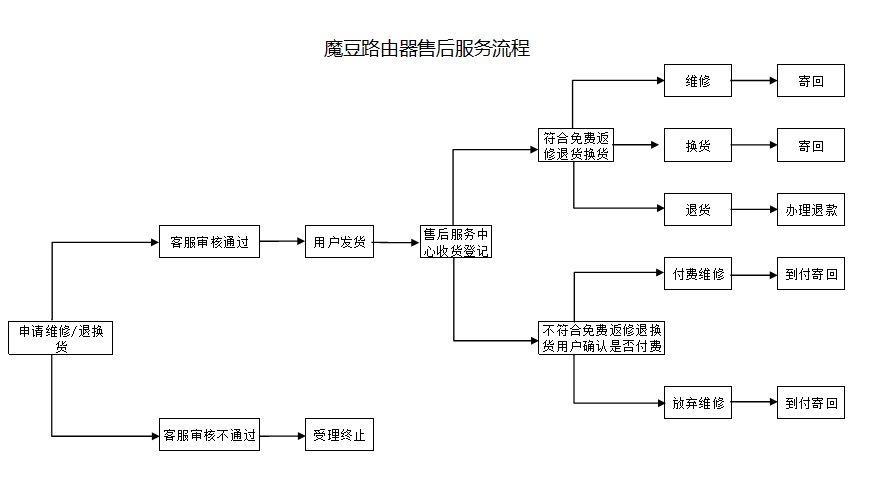 魔豆路由器售后服务流程
维修
寄回
符合免费返
修退货换货
换货
寄回
退货
办理退款
客服审核通过
用户发货
售后服务中
心收货登记
付费维修
到付寄回
申请维修/退换
货
不符合免费返修退换
货用户确认是否付费
放弃维修
到付寄回
客服审核不通过
受理终止